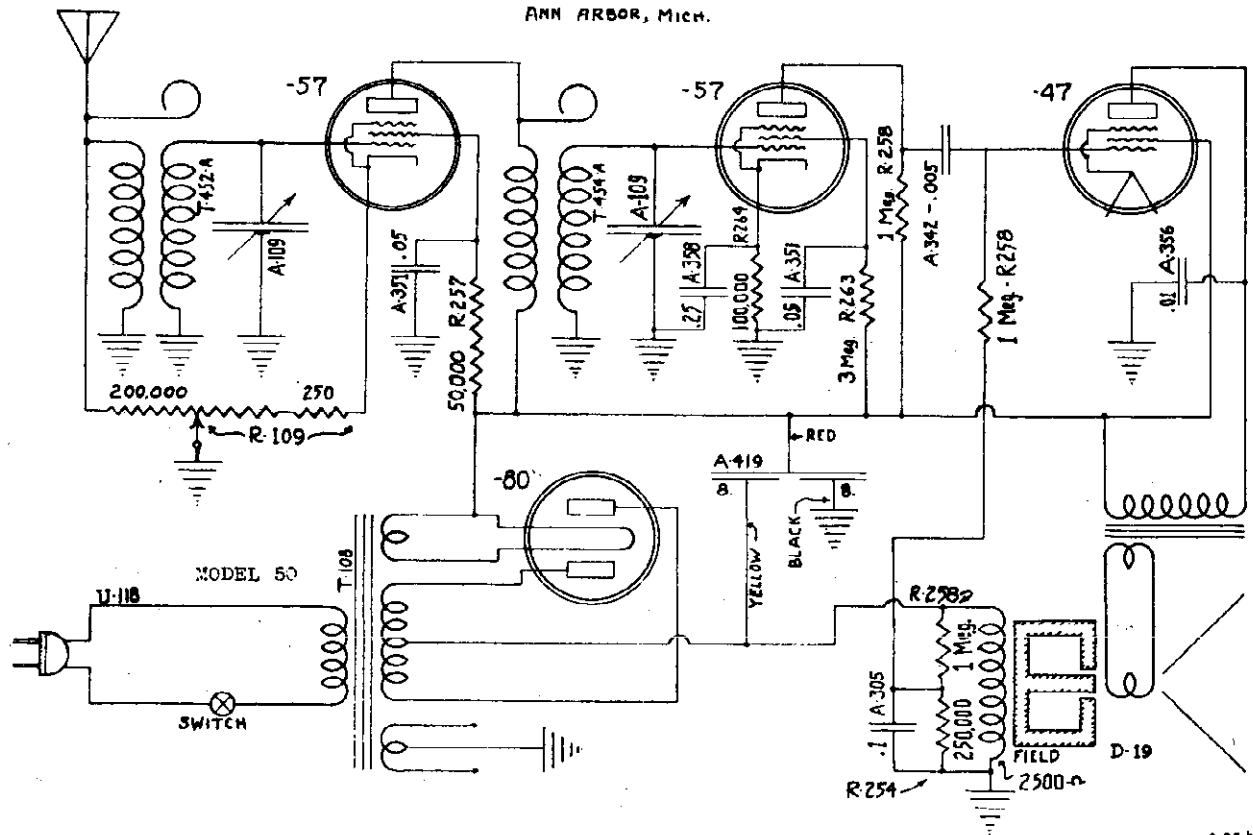 ANN ARBOR, MICH.
-57
-57
-47
T-452-A
A-109
A-351 .05
R-257
50,000
T-454-A
A-109
.25 A-358
R264
100,000
.05 A-351
3 Meg. R-263
1 Meg. R-258
A-342-.005
1 Meg.-R258
.01 A-356
200,000
250
R-109
RED
A-419
8.
8.
YELLOW
BLACK
-80
MODEL 50
U-118
T-108
SWITCH
R-258
1 Meg.
.1 A-305
250,000
R-254
FIELD
2500-Ω
D-19